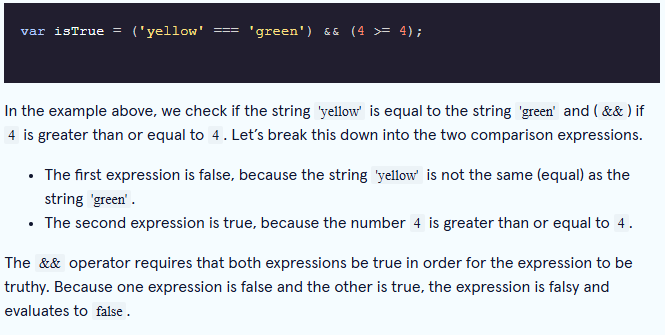 var isTrue = ('yellow' === 'green') && (4 >= 4);
In the example above, we check if the string 'yellow' is equal to the string 'green' and ( && ) if
4 is greater than or equal to 4 . Let’s break this down into the two comparison expressions.
• The first expression is false, because the string 'yellow' is not the same (equal) as the
string 'green' .
• The second expression is true, because the number 4 is greater than or equal to 4 .
The && operator requires that both expressions be true in order for the expression to be
truthy. Because one expression is false and the other is true, the expression is falsy and
evaluates to false .